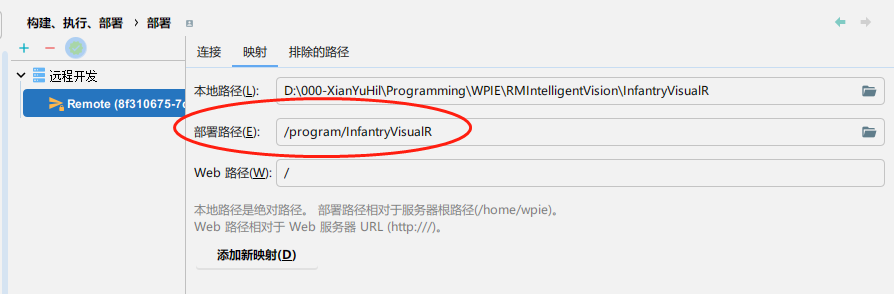 构建、执行、部署 › 部署
连接 映射 排除的路径
远程开发
Remote (8f310675-7c
本地路径(L): D:\000-XianYuHil\Programming\WPIE\RMIntelligentVision\InfantryVisualR
部署路径(E): /program/InfantryVisualR
Web 路径(W): /
本地路径是绝对路径。 部署路径相对于服务器根路径(/home/wpie)。
Web 路径相对于 Web 服务器 URL (http:///)。
添加新映射(D)